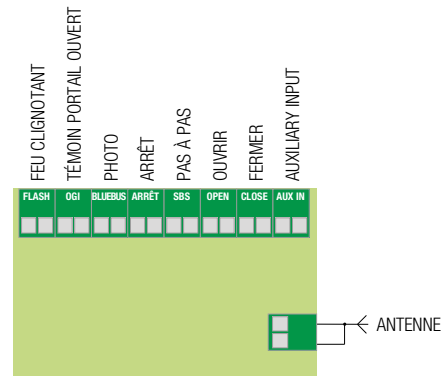 FEU CLIGNOTANT
TÉMOIN PORTAIL OUVERT
PHOTO
ARRÊT
PAS À PAS
OUVRIR
FERMER
AUXILIARY INPUT
FLASH
OGI
BLUEBUS
ARRÊT
SBS
OPEN
CLOSE
AUX IN
ANTENNE